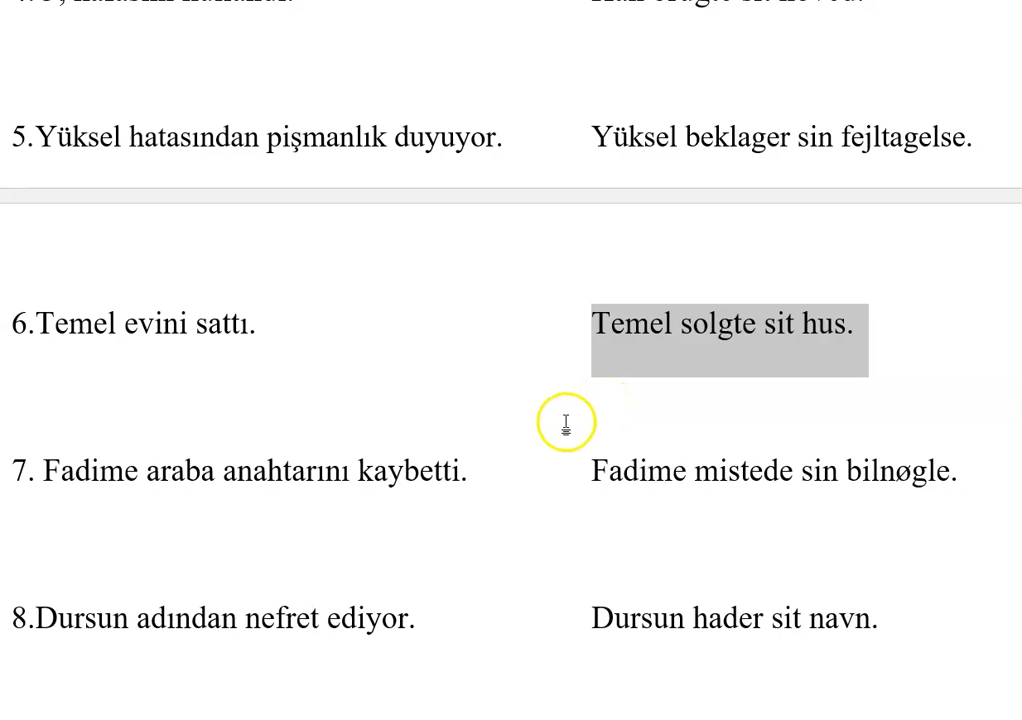 5.Yüksel hatasından pişmanlık duyuyor. Yüksel beklager sin fejltagelse.
6.Temel evini sattı. Temel solgte sit hus.
7. Fadime araba anahtarını kaybetti. Fadime mistede sin bilnøgle.
8.Dursun adından nefret ediyor. Dursun hader sit navn.